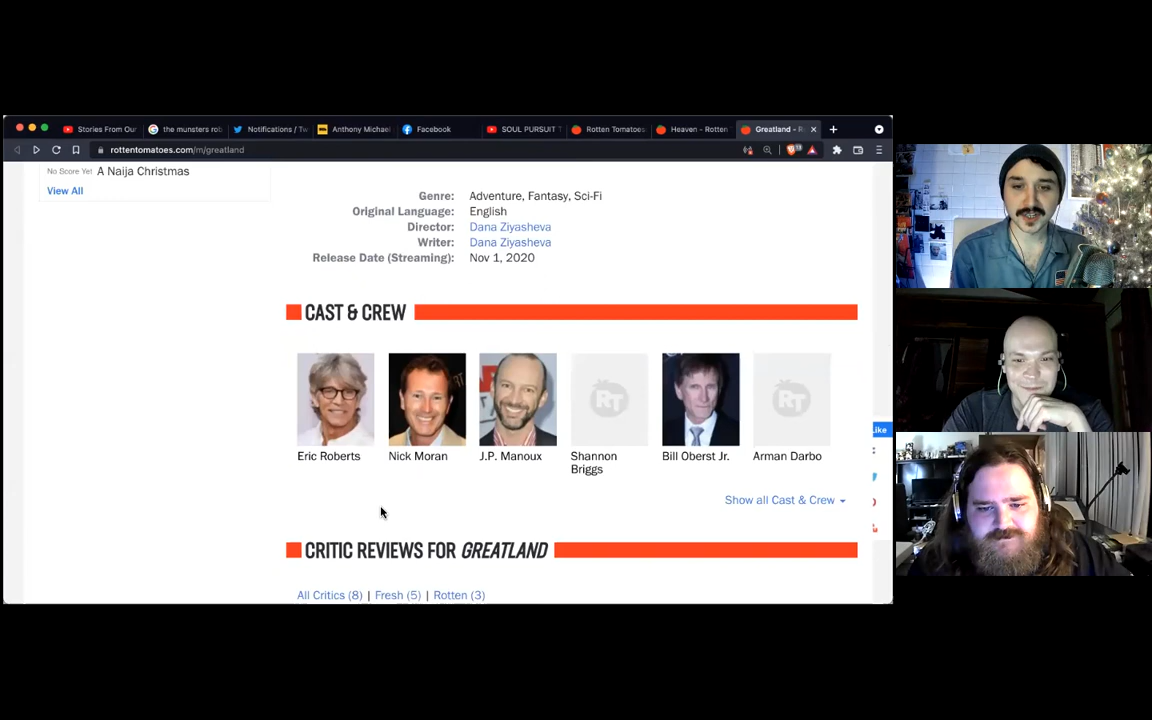 Stories From Our
the munsters rob
Notifications / Tw
Anthony Michael
Facebook
SOUL PURSUIT T
Rotten Tomatoes
Heaven - Rotten
Greatland - R
rottentomatoes.com/m/greatland
No Score Yet A Naija Christmas
View All
Genre: Adventure, Fantasy, Sci-Fi
Original Language: English
Director: Dana Ziyasheva
Writer: Dana Ziyasheva
Release Date (Streaming): Nov 1, 2020
CAST & CREW
RT
RT
Eric Roberts
Nick Moran
J.P. Manoux
Shannon
Briggs
Bill Oberst Jr.
Arman Darbo
Like
Show all Cast & Crew
CRITIC REVIEWS FOR GREATLAND
All Critics (8) | Fresh (5) | Rotten (3)